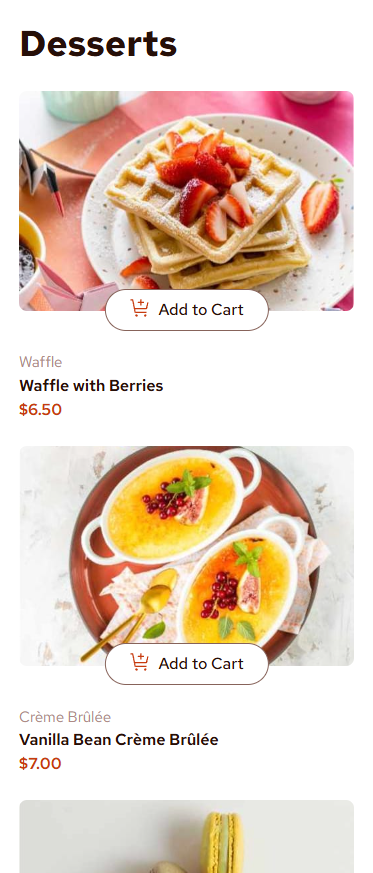 Desserts
Add to Cart
Waffle
Waffle with Berries
$6.50
Add to Cart
Crème Brûlée
Vanilla Bean Crème Brûlée
$7.00